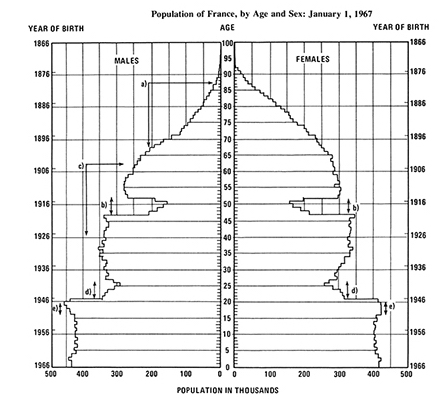 Population of France, by Age and Sex: January 1, 1967
YEAR OF BIRTH AGE YEAR OF BIRTH
MALES FEMALES
1866 100 1866
95
1876 90 1876
a)
85
1886 80 1886
75
1896 70 1896
65
c)
1906 60 1906
55
1916 50 1916
b) b)
45
1926 40 1926
35
1936 30 1936
25
d) d)
1946 20 1946
e) e)
15
1956 10 1956
5
1966 0 1966
500 400 300 200 100 0 0 100 200 300 400 500
POPULATION IN THOUSANDS